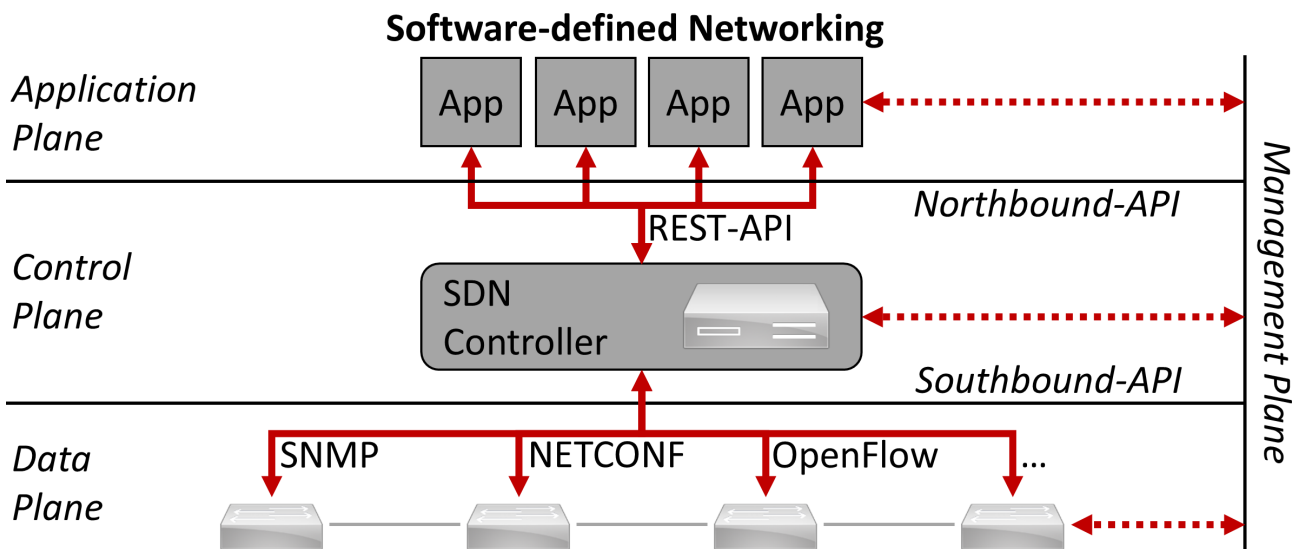 Software-defined Networking
Application
Plane
App
App
App
App
Northbound-API
REST-API
Control
Plane
SDN
Controller
Southbound-API
Management Plane
Data
Plane
SNMP
NETCONF
OpenFlow
...